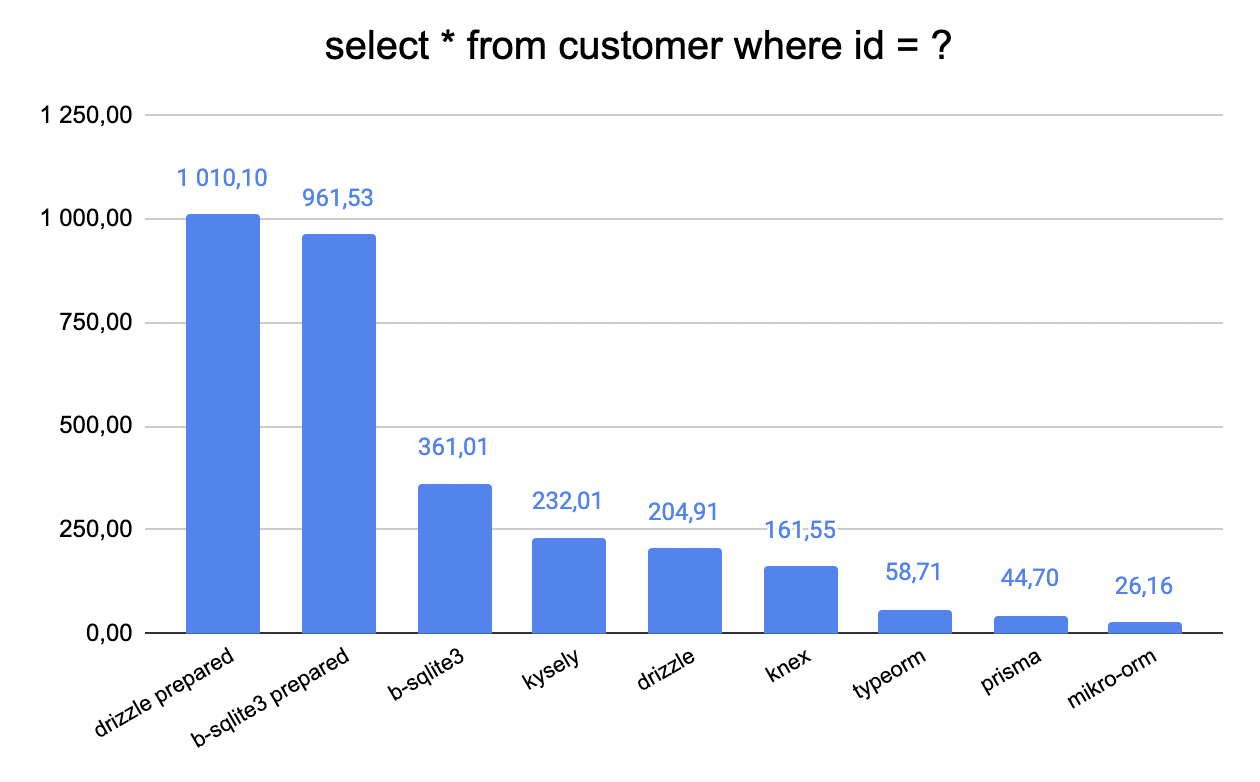 select * from customer where id = ?
1 250,00
1 000,00
750,00
500,00
250,00
0,00
1 010,10
961,53
361,01
232,01
204,91
161,55
58,71
44,70
26,16
drizzle prepared
b-sqlite3 prepared
b-sqlite3
kysely
drizzle
knex
typeorm
prisma
mikro-orm